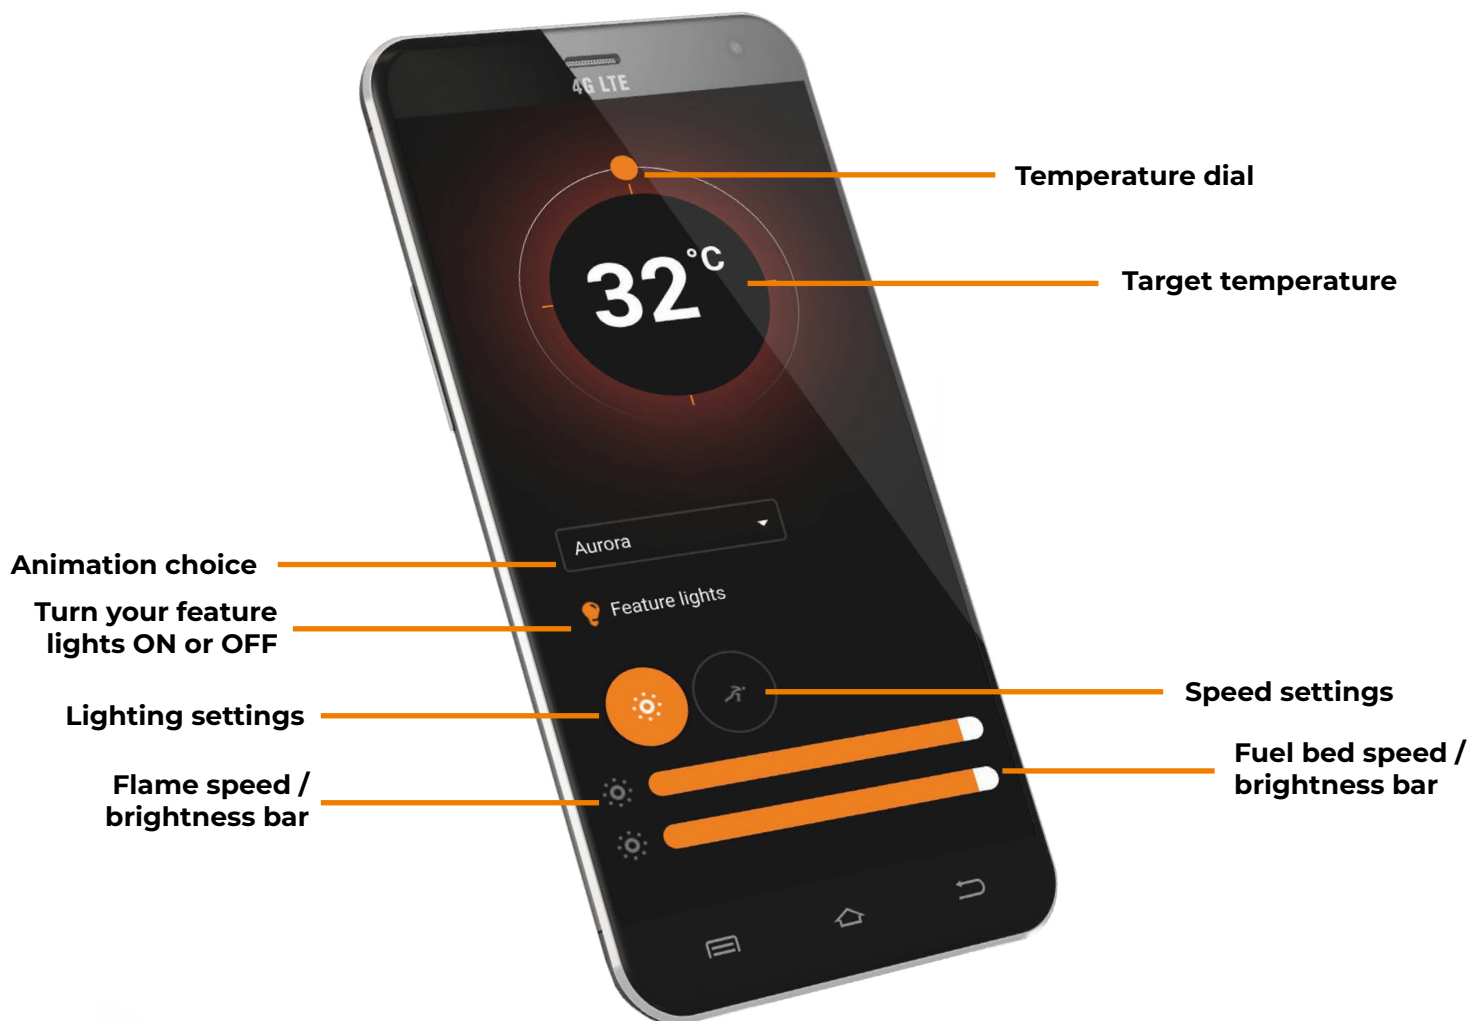 4G LTE
Temperature dial
32°C
Target temperature
Aurora
Animation choice
Feature lights
Turn your feature
lights ON or OFF
Lighting settings
Speed settings
Flame speed /
brightness bar
Fuel bed speed /
brightness bar